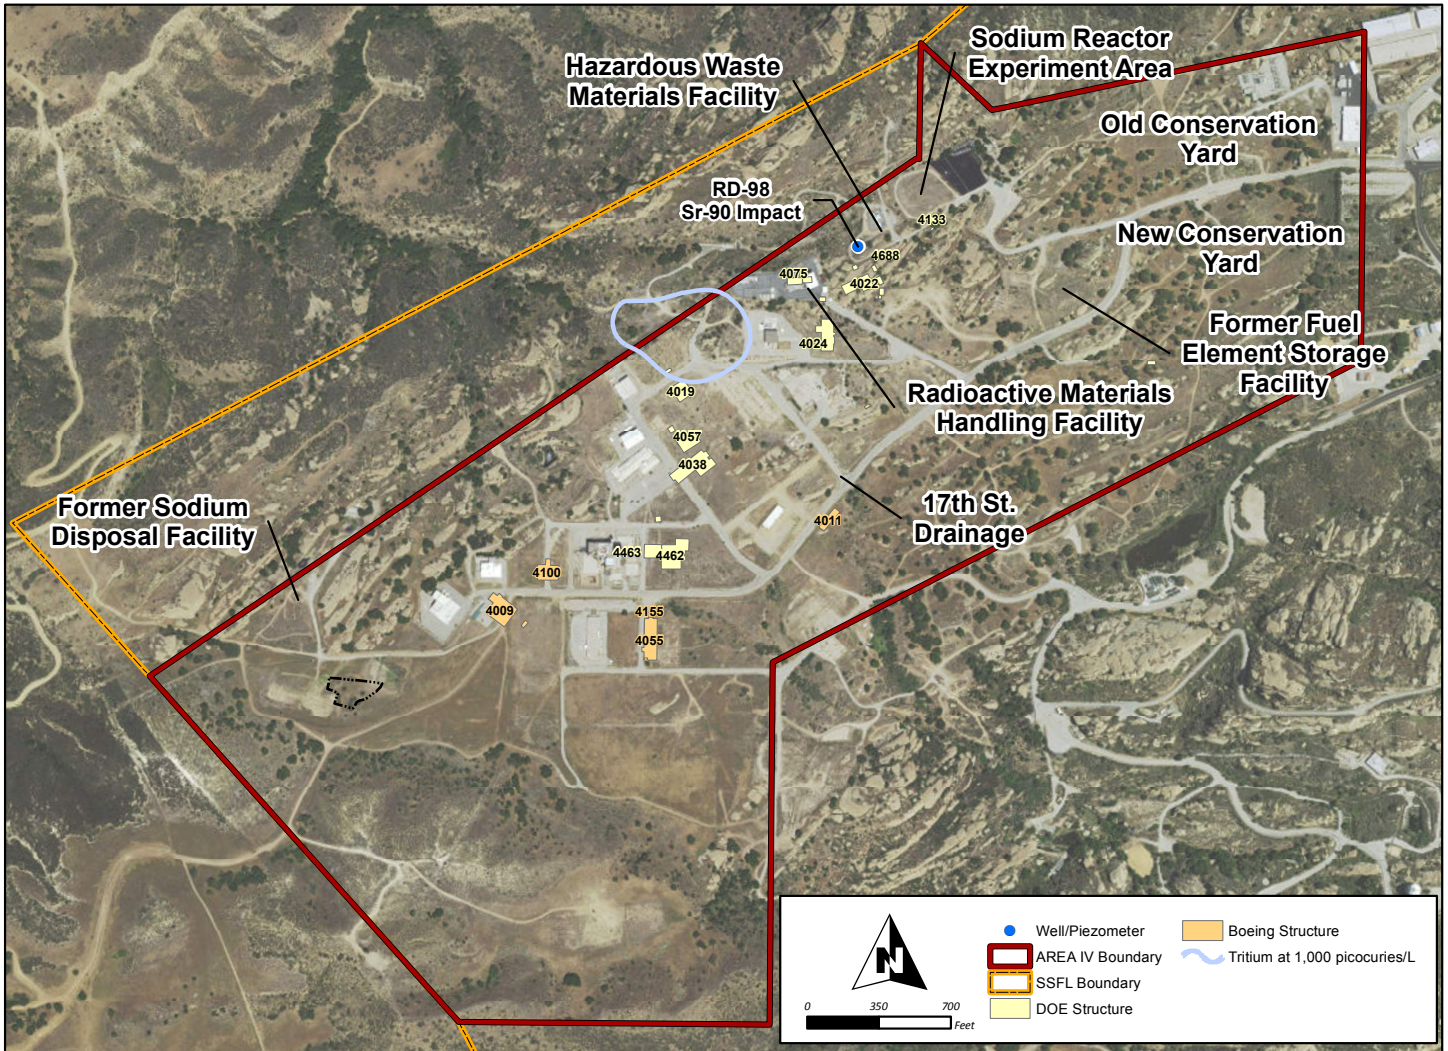 Sodium Reactor
Experiment Area
Hazardous Waste
Materials Facility
Old Conservation
Yard
RD-98
Sr-90 Impact
4133
New Conservation
Yard
4688
4075
4022
Former Fuel
Element Storage
Facility
4024
4019
Radioactive Materials
Handling Facility
4057
4038
Former Sodium
Disposal Facility
17th St.
Drainage
4011
4463
4462
4100
4009
4155
4055
N
0 350 700
Feet
Well/Piezometer
AREA IV Boundary
SSFL Boundary
DOE Structure
Boeing Structure
Tritium at 1,000 picocuries/L